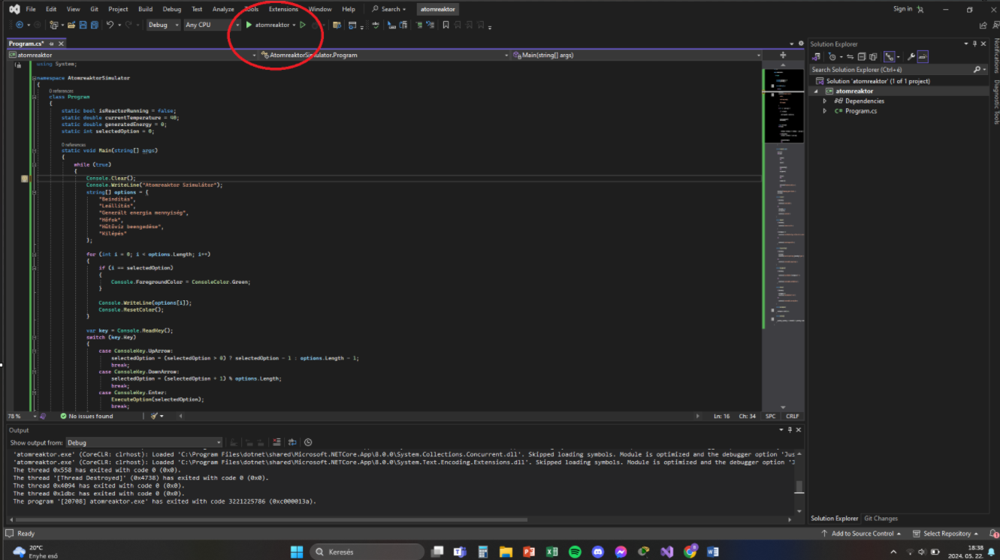 File Edit View Git Project Build Debug Test Analyze Tools Extensions Window Help Search atomreaktor Sign in
Debug Any CPU atomreaktor
Program.cs*
atomreaktor AtomreaktorSimulator.Program Main(string[] args)
using System;
namespace AtomreaktorSimulator
{
0 references
class Program
{
static bool isReactorRunning = false;
static double currentTemperature = 40;
static double generatedEnergy = 0;
static int selectedOption = 0;
0 references
static void Main(string[] args)
{
while (true)
{
Console.Clear();
Console.WriteLine("Atomreaktor Szimulátor");
string[] options = {
"Beindítás",
"Leállítás",
"Generált energia mennyiség",
"Hőfok",
"Hűtővíz beengedése",
"Kilépés"
};
for (int i = 0; i < options.Length; i++)
{
if (i == selectedOption)
{
Console.ForegroundColor = ConsoleColor.Green;
}
Console.WriteLine(options[i]);
Console.ResetColor();
}
var key = Console.ReadKey();
switch (key.Key)
{
case ConsoleKey.UpArrow:
selectedOption = (selectedOption > 0) ? selectedOption - 1 : options.Length - 1;
break;
case ConsoleKey.DownArrow:
selectedOption = (selectedOption + 1) % options.Length;
break;
case ConsoleKey.Enter:
ExecuteOption(selectedOption);
break;
78 % No issues found Ln: 16 Ch: 34 SPC CRLF
Output
Show output from: Debug
'atomreaktor.exe' (CoreCLR: clrhost): Loaded 'C:\Program Files\dotnet\shared\Microsoft.NETCore.App\8.0.0\System.Collections.Concurrent.dll'. Skipped loading symbols. Module is optimized and the debugger option 'Jus
'atomreaktor.exe' (CoreCLR: clrhost): Loaded 'C:\Program Files\dotnet\shared\Microsoft.NETCore.App\8.0.0\System.Text.Encoding.Extensions.dll'. Skipped loading symbols. Module is optimized and the debugger option 'J
The thread 0x558 has exited with code 0 (0x0).
The thread '[Thread Destroyed]' (0x4738) has exited with code 0 (0x0).
The thread 0x4094 has exited with code 0 (0x0).
The thread 0x1dbc has exited with code 0 (0x0).
The program '[20708] atomreaktor.exe' has exited with code 3221225786 (0xc000013a).
Solution Explorer
Search Solution Explorer (Ctrl+é)
Solution 'atomreaktor' (1 of 1 project)
atomreaktor
Dependencies
C# Program.cs
Solution Explorer Git Changes
Notifications
Diagnostic Tools
Ready Add to Source Control Select Repository 1
20°C
Enyhe eső
Keresés
18:38
2024. 05. 22.